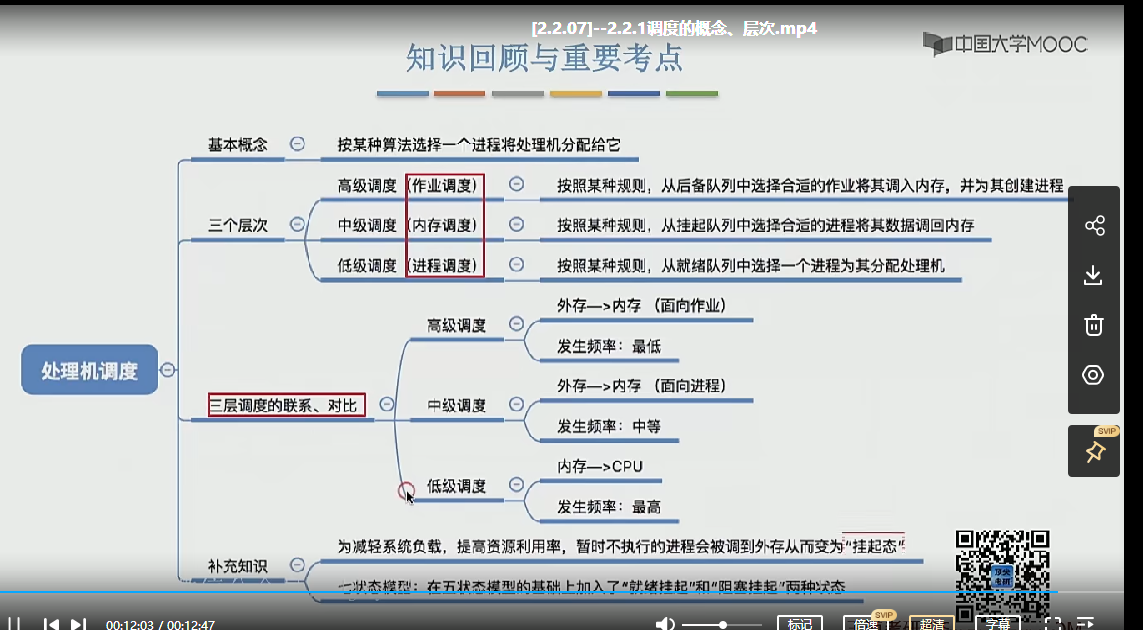 [2.2.07]--2.2.1调度的概念、层次.mp4
中国大学MOOC
知识回顾与重要考点
基本概念
按某种算法选择一个进程将处理机分配给它
三个层次
高级调度（作业调度）
按照某种规则，从后备队列中选择合适的作业将其调入内存，并为其创建进程
中级调度（内存调度）
按照某种规则，从挂起队列中选择合适的进程将其数据调回内存
低级调度（进程调度）
按照某种规则，从就绪队列中选择一个进程为其分配处理机
处理机调度
三层调度的联系、对比
高级调度
外存—>内存 （面向作业）
发生频率：最低
中级调度
外存—>内存 （面向进程）
发生频率：中等
低级调度
内存—>CPU
发生频率：最高
补充知识
为减轻系统负载，提高资源利用率，暂时不执行的进程会被调到外存从而变为“挂起态”
七状态模型：在五状态模型的基础上加入了“就绪挂起”和“阻塞挂起”两种状态
SVIP
00:12:03 / 00:12:47
标记
倍速
SVIP
超清
字幕